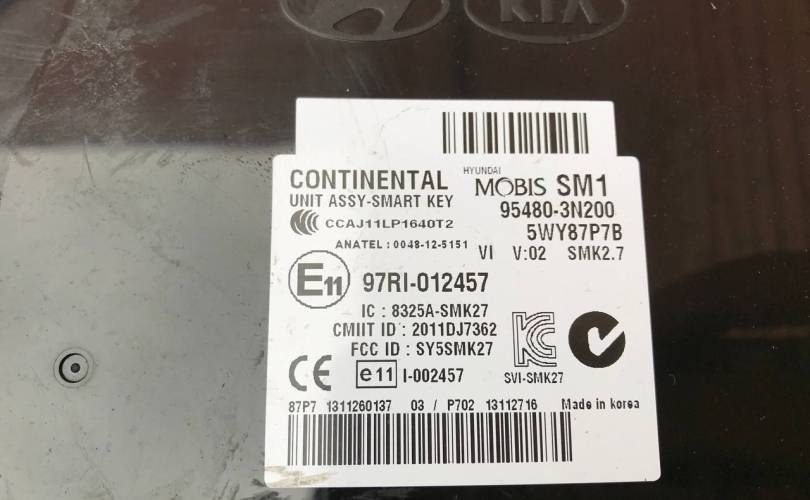 KIA
CONTINENTAL
HYUNDAI
MOBIS SM1
UNIT ASSY-SMART KEY
95480-3N200
CCAJ11LP1640T2
5WY87P7B
ANATEL : 0048-12-5151
VI V:02 SMK2.7
E11 97RI-012457
IC : 8325A-SMK27
CMIIT ID : 2011DJ7362
FCC ID : SY5SMK27
CE e11 I-002457
KC
SVI-SMK27
87P7 1311260137 03 / P702 13112716 Made in korea